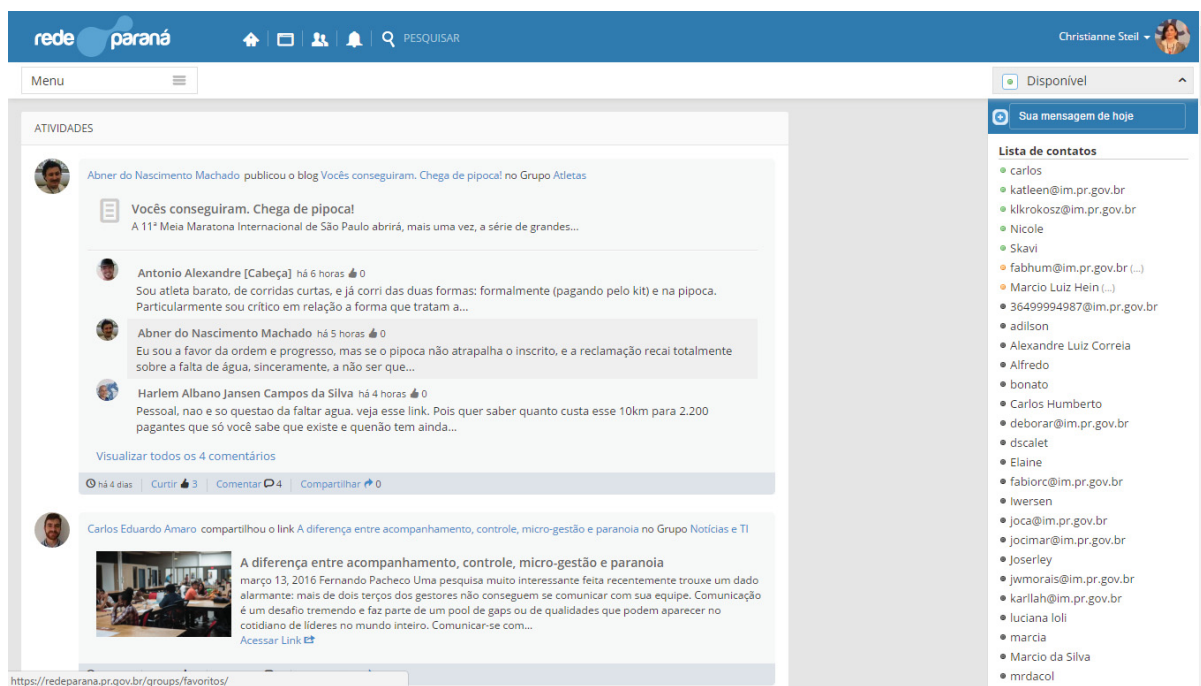 rede paraná
PESQUISAR
Christianne Steil
Menu
Disponível
Sua mensagem de hoje
ATIVIDADES
Abner do Nascimento Machado publicou o blog Vocês conseguiram. Chega de pipoca! no Grupo Atletas
Vocês conseguiram. Chega de pipoca!
A 11ª Meia Maratona Internacional de São Paulo abrirá, mais uma vez, a série de grandes...
Antonio Alexandre [Cabeça] há 6 horas 0
Sou atleta barato, de corridas curtas, e já corri das duas formas: formalmente (pagando pelo kit) e na pipoca.
Particularmente sou crítico em relação a forma que tratam a...
Abner do Nascimento Machado há 5 horas 0
Eu sou a favor da ordem e progresso, mas se o pipoca não atrapalha o inscrito, e a reclamação recai totalmente
sobre a falta de água, sinceramente, a não ser que...
Harlem Albano Jansen Campos da Silva há 4 horas 0
Pessoal, nao e so questao da faltar agua. veja esse link. Pois quer saber quanto custa esse 10km para 2.200
pagantes que só você sabe que existe e quenão tem ainda...
Visualizar todos os 4 comentários
há 4 dias | Curtir 3 | Comentar 4 | Compartilhar 0
Carlos Eduardo Amaro compartilhou o link A diferença entre acompanhamento, controle, micro-gestão e paranoia no Grupo Notícias e TI
A diferença entre acompanhamento, controle, micro-gestão e paranoia
março 13, 2016 Fernando Pacheco Uma pesquisa muito interessante feita recentemente trouxe um dado
alarmante: mais de dois terços dos gestores não conseguem se comunicar com sua equipe. Comunicação
é um desafio tremendo e faz parte de um pool de gaps ou de qualidades que podem aparecer no
cotidiano de líderes no mundo inteiro. Comunicar-se com...
Acessar Link
https://redeparana.pr.gov.br/groups/favoritos/
Lista de contatos
carlos
katleen@im.pr.gov.br
klkrokosz@im.pr.gov.br
Nicole
Skavi
fabhum@im.pr.gov.br (...)
Marcio Luiz Hein (...)
36499994987@im.pr.gov.br
adilson
Alexandre Luiz Correia
Alfredo
bonato
Carlos Humberto
deborar@im.pr.gov.br
dscalet
Elaine
fabiorc@im.pr.gov.br
Iwersen
joca@im.pr.gov.br
jocimar@im.pr.gov.br
Joserley
jwmorais@im.pr.gov.br
karllah@im.pr.gov.br
luciana loli
marcia
Marcio da Silva
mrdacol